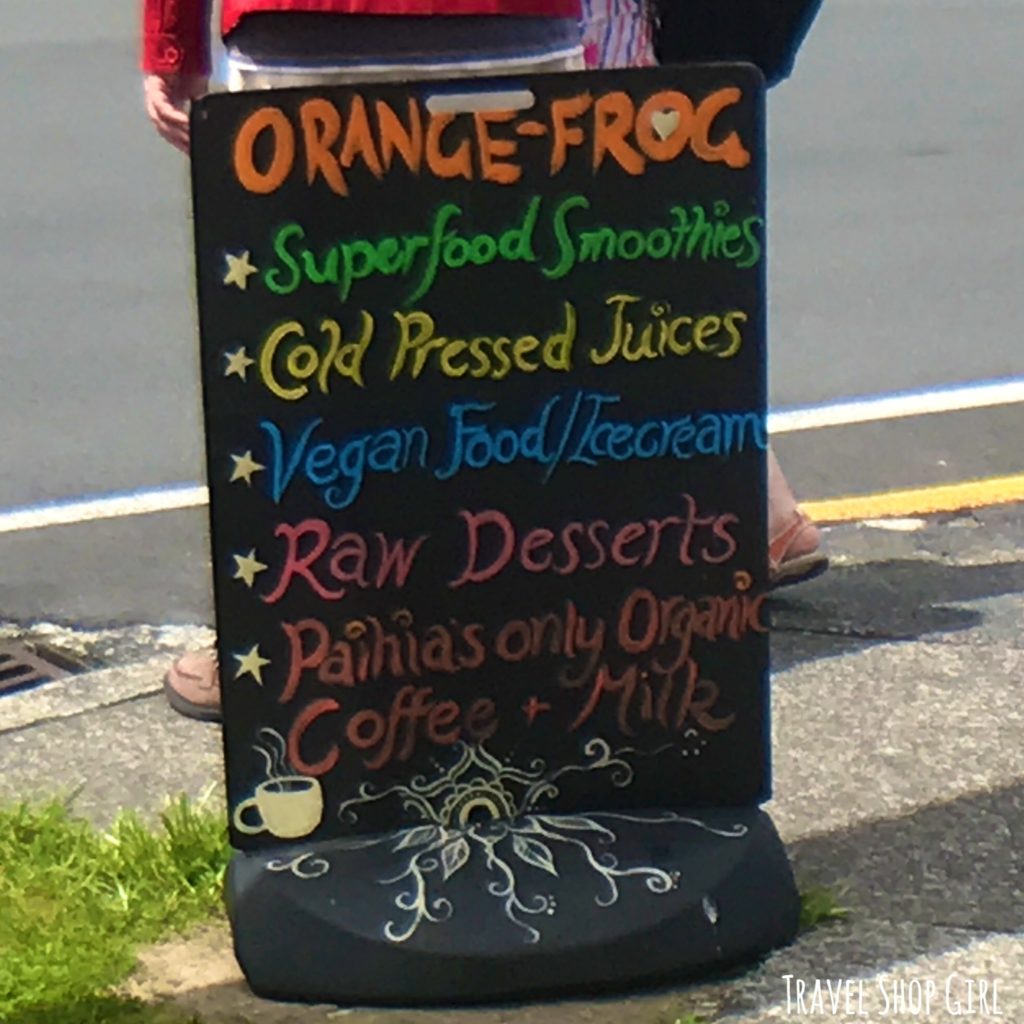 ORANGE-FROG
Superfood Smoothies
Cold Pressed Juices
Vegan Food/Icecream
Raw Desserts
Paihia's only Organic
Coffee + Milk
TRAVEL SHOP GIRL